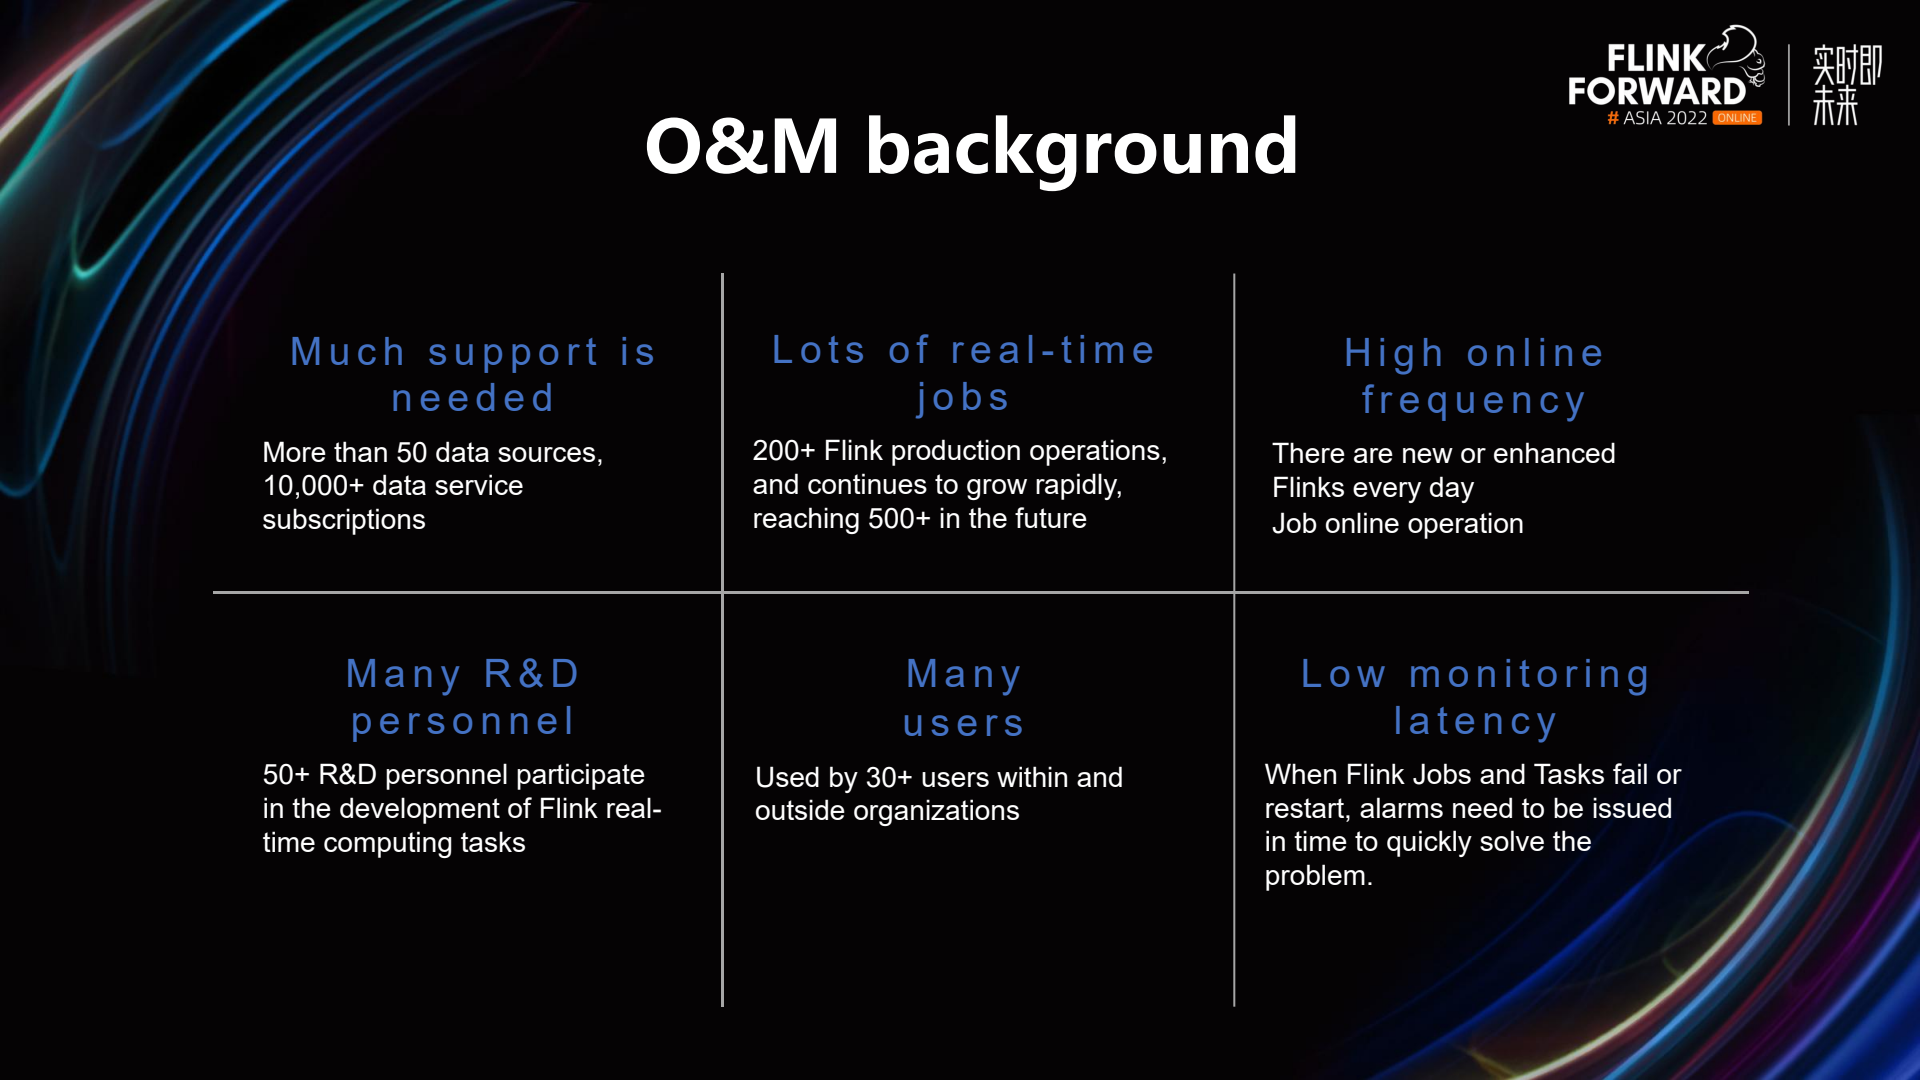 FLINK
FORWARD
# ASIA 2022 ONLINE
实时即
未来
O&M background
Much support is
needed
More than 50 data sources,
10,000+ data service
subscriptions
Lots of real-time
jobs
200+ Flink production operations,
and continues to grow rapidly,
reaching 500+ in the future
High online
frequency
There are new or enhanced
Flinks every day
Job online operation
Many R&D
personnel
50+ R&D personnel participate
in the development of Flink real-
time computing tasks
Many
users
Used by 30+ users within and
outside organizations
Low monitoring
latency
When Flink Jobs and Tasks fail or
restart, alarms need to be issued
in time to quickly solve the
problem.